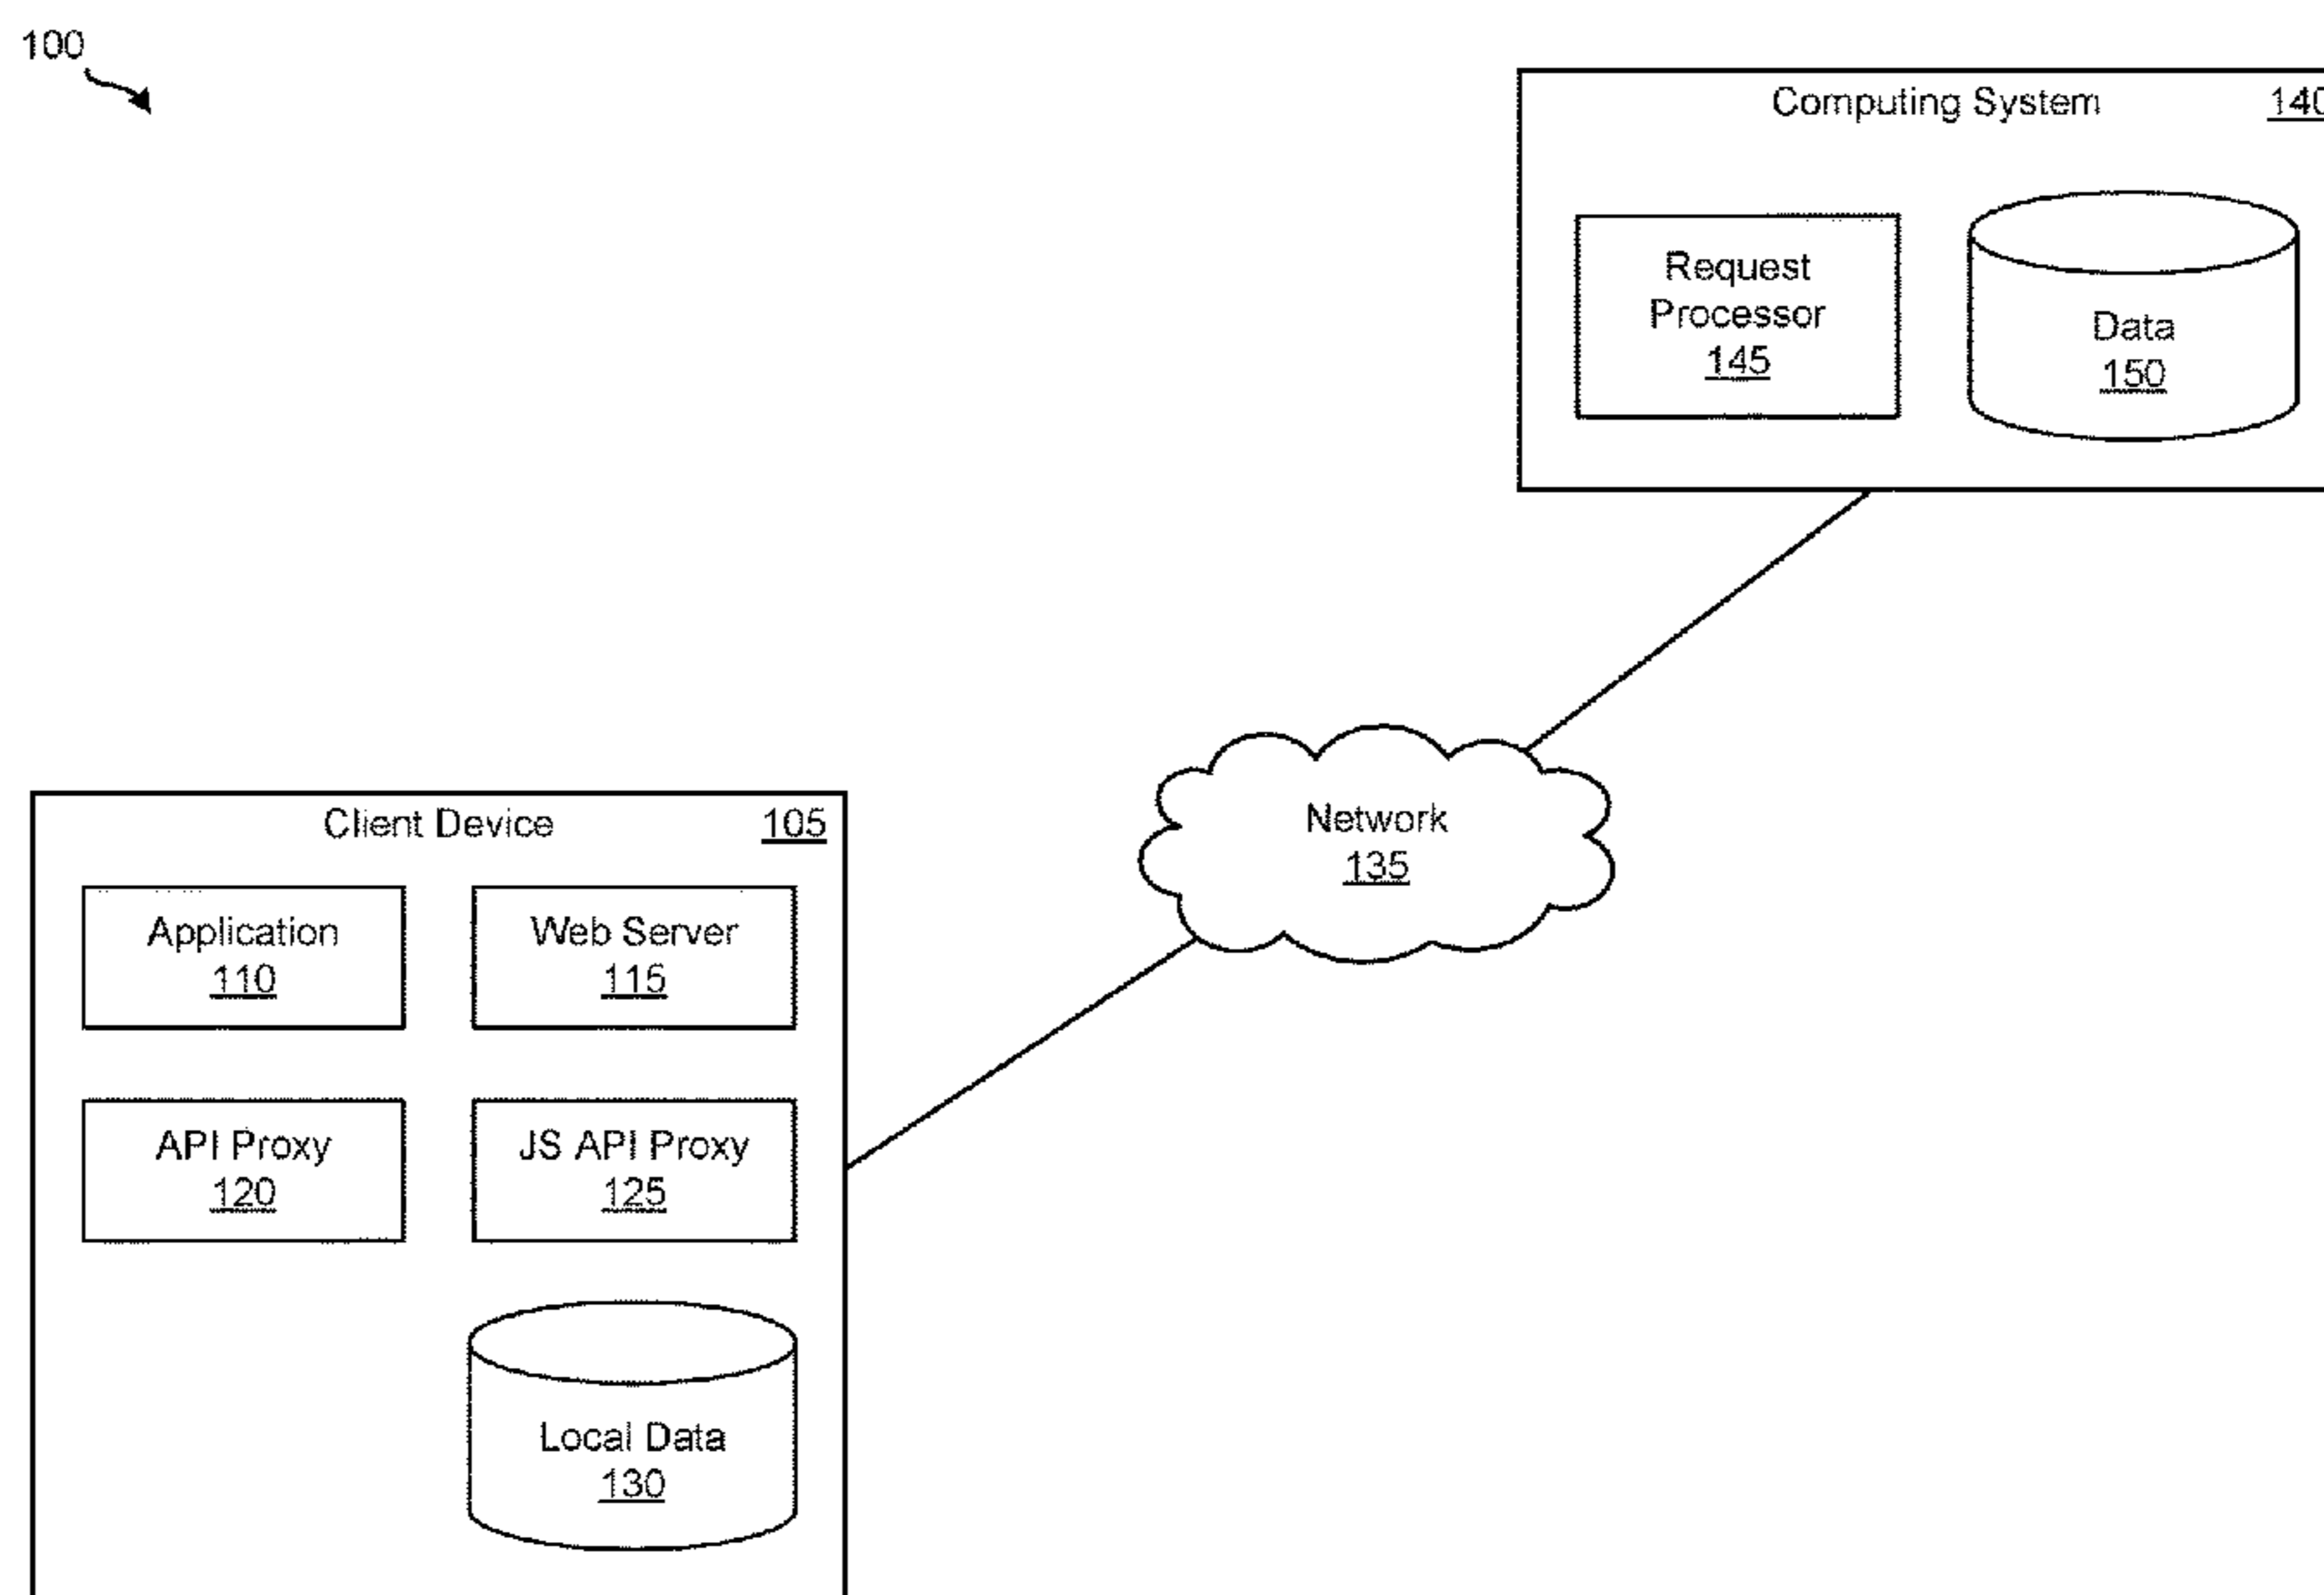 100
Computing System 140
Request
Processor
145
Data
150
Network
135
Client Device 105
Application
110
Web Server
115
API Proxy
120
JS API Proxy
125
Local Data
130